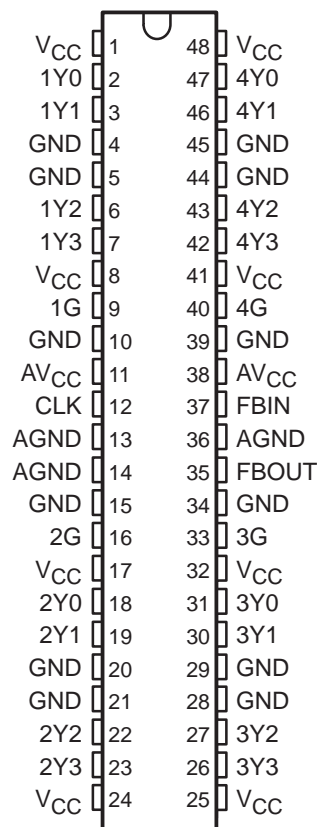 VCC 1 48 VCC
1Y0 2 47 4Y0
1Y1 3 46 4Y1
GND 4 45 GND
GND 5 44 GND
1Y2 6 43 4Y2
1Y3 7 42 4Y3
VCC 8 41 VCC
1G 9 40 4G
GND 10 39 GND
AVCC 11 38 AVCC
CLK 12 37 FBIN
AGND 13 36 AGND
AGND 14 35 FBOUT
GND 15 34 GND
2G 16 33 3G
VCC 17 32 VCC
2Y0 18 31 3Y0
2Y1 19 30 3Y1
GND 20 29 GND
GND 21 28 GND
2Y2 22 27 3Y2
2Y3 23 26 3Y3
VCC 24 25 VCC